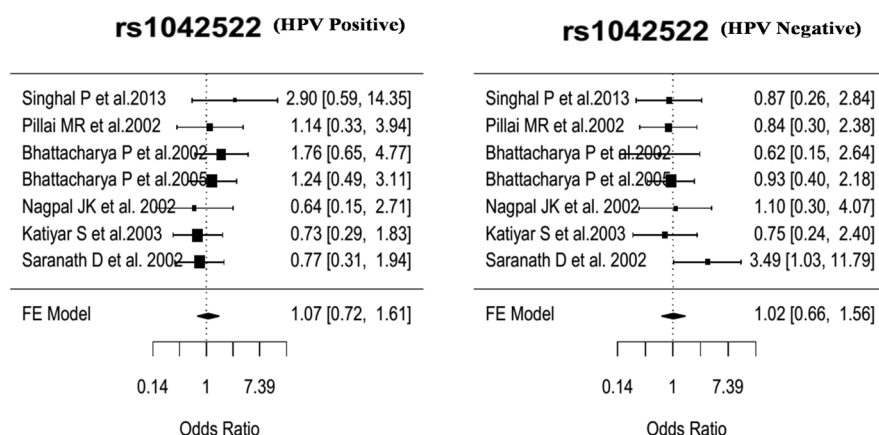 rs1042522 (HPV Positive)
Singhal P et al.2013 2.90 [0.59, 14.35]
Pillai MR et al.2002 1.14 [0.33, 3.94]
Bhattacharya P et al.2002 1.76 [0.65, 4.77]
Bhattacharya P et al.2005 1.24 [0.49, 3.11]
Nagpal JK et al. 2002 0.64 [0.15, 2.71]
Katiyar S et al.2003 0.73 [0.29, 1.83]
Saranath D et al. 2002 0.77 [0.31, 1.94]
FE Model 1.07 [0.72, 1.61]
0.14 1 7.39
Odds Ratio
rs1042522 (HPV Negative)
Singhal P et al.2013 0.87 [0.26, 2.84]
Pillai MR et al.2002 0.84 [0.30, 2.38]
Bhattacharya P et al.2002 0.62 [0.15, 2.64]
Bhattacharya P et al.2005 0.93 [0.40, 2.18]
Nagpal JK et al. 2002 1.10 [0.30, 4.07]
Katiyar S et al.2003 0.75 [0.24, 2.40]
Saranath D et al. 2002 3.49 [1.03, 11.79]
FE Model 1.02 [0.66, 1.56]
0.14 1 7.39
Odds Ratio